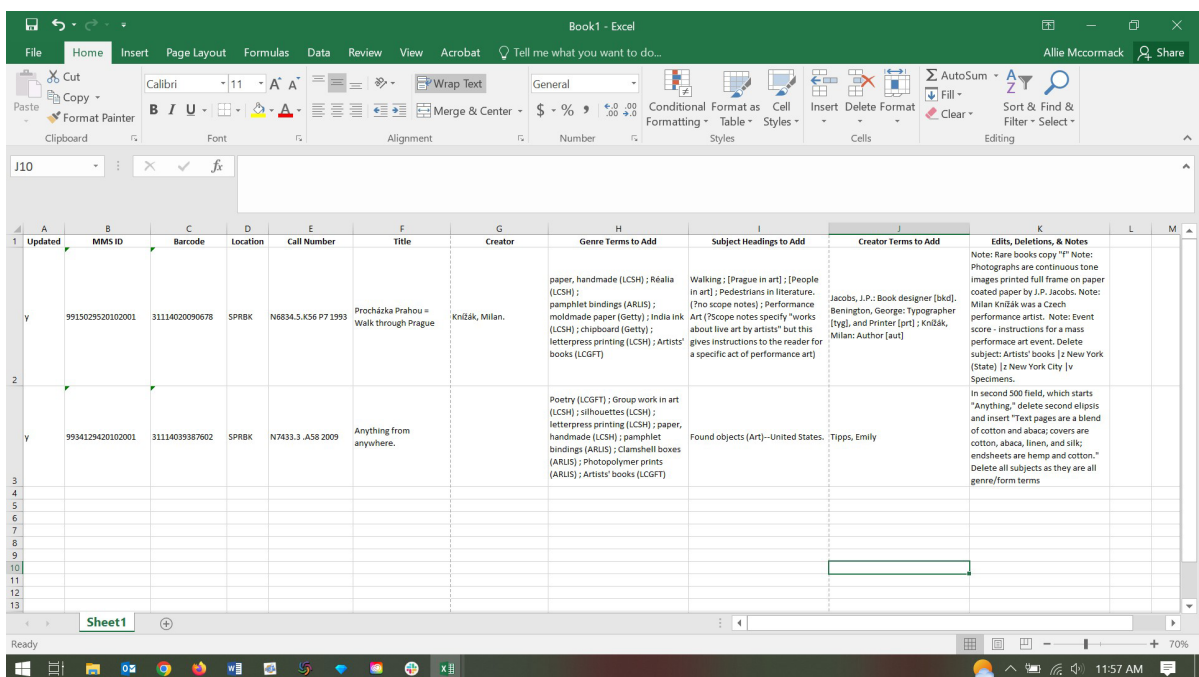 Book1 - Excel
File Home Insert Page Layout Formulas Data Review View Acrobat Tell me what you want to do... Allie Mccormack Share
Paste
Cut
Copy
Format Painter
Clipboard
Calibri 11
B I U
Font
Wrap Text
Merge & Center
Alignment
General
$ % ,
Number
Conditional Formatting
Format as Table
Cell Styles
Styles
Insert Delete Format
Cells
AutoSum
Fill
Clear
Sort & Filter
Find & Select
Editing
J10 fx
A B C D E F G H I J K L M
1 Updated MMS ID Barcode Location Call Number Title Creator Genre Terms to Add Subject Headings to Add Creator Terms to Add Edits, Deletions, & Notes
2
y
9915029520102001
31114020090678
SPRBK
N6834.5.K56 P7 1993
Procházka Prahou =
Walk through Prague
Knížák, Milan.
paper, handmade (LCSH) ; Réalia
(LCSH) ;
pamphlet bindings (ARLIS) ;
moldmade paper (Getty) ; India ink
(LCSH) ; chipboard (Getty) ;
letterpress printing (LCSH) ; Artists'
books (LCGFT)
Walking ; [Prague in art] ; [People
in art] ; Pedestrians in literature.
(?no scope notes) ; Performance
Art (?Scope notes specify "works
about live art by artists" but this
gives instructions to the reader for
a specific act of performance art)
Jacobs, J.P.: Book designer [bkd].
Benington, George: Typographer
[tyg], and Printer [prt] ; Knížák,
Milan: Author [aut]
Note: Rare books copy "f" Note:
Photographs are continuous tone
images printed full frame on paper
coated paper by J.P. Jacobs. Note:
Milan Knížák was a Czech
performance artist. Note: Event
score - instructions for a mass
performace art event. Delete
subject: Artists' books |z New York
(State) |z New York City |v
Specimens.
3
y
9934129420102001
31114039387602
SPRBK
N7433.3 .A58 2009
Anything from
anywhere.
Poetry (LCGFT) ; Group work in art
(LCSH) ; silhouettes (LCSH) ;
letterpress printing (LCSH) ; paper,
handmade (LCSH) ; pamphlet
bindings (ARLIS) ; Clamshell boxes
(ARLIS) ; Photopolymer prints
(ARLIS) ; Artists' books (LCGFT)
Found objects (Art)--United States.
Tipps, Emily
In second 500 field, which starts
"Anything," delete second elipsis
and insert "Text pages are a blend
of cotton and abaca; covers are
cotton, abaca, linen, and silk;
endsheets are hemp and cotton."
Delete all subjects as they are all
genre/form terms
4
5
6
7
8
9
10
11
12
13
Sheet1
Ready 70%
11:57 AM